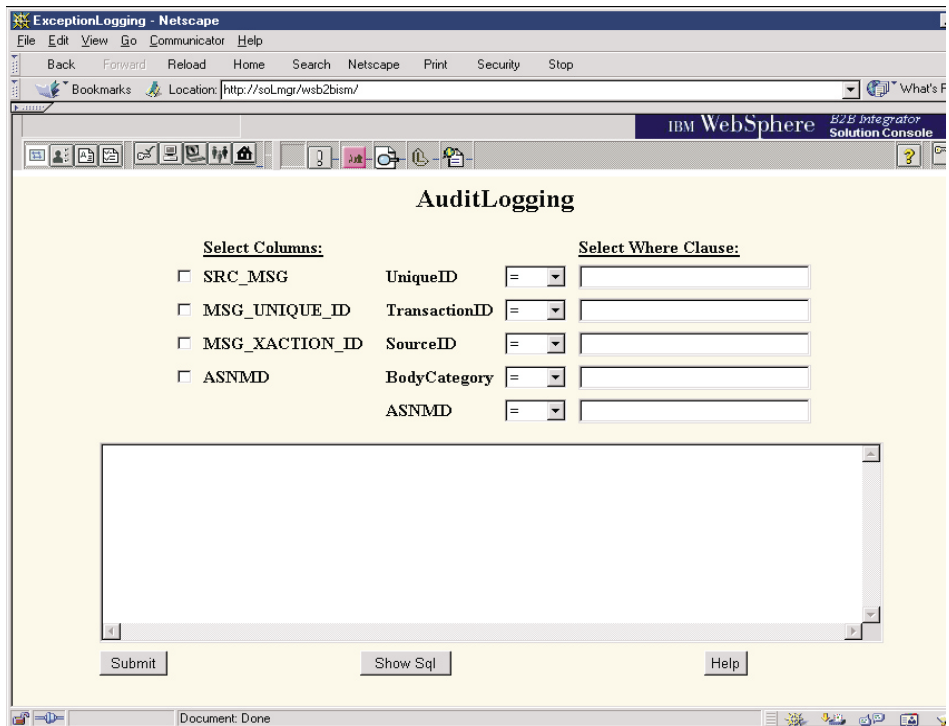 ExceptionLogging - Netscape
File Edit View Go Communicator Help
Back Forward Reload Home Search Netscape Print Security Stop
Bookmarks Location: http://soLmgr/wsb2bism/ What's R
IBM WebSphere B2B Integrator
Solution Console
AuditLogging
Select Columns: Select Where Clause:
SRC_MSG UniqueID =
MSG_UNIQUE_ID TransactionID =
MSG_XACTION_ID SourceID =
ASNMD BodyCategory =
ASNMD =
Submit Show Sql Help
Document: Done